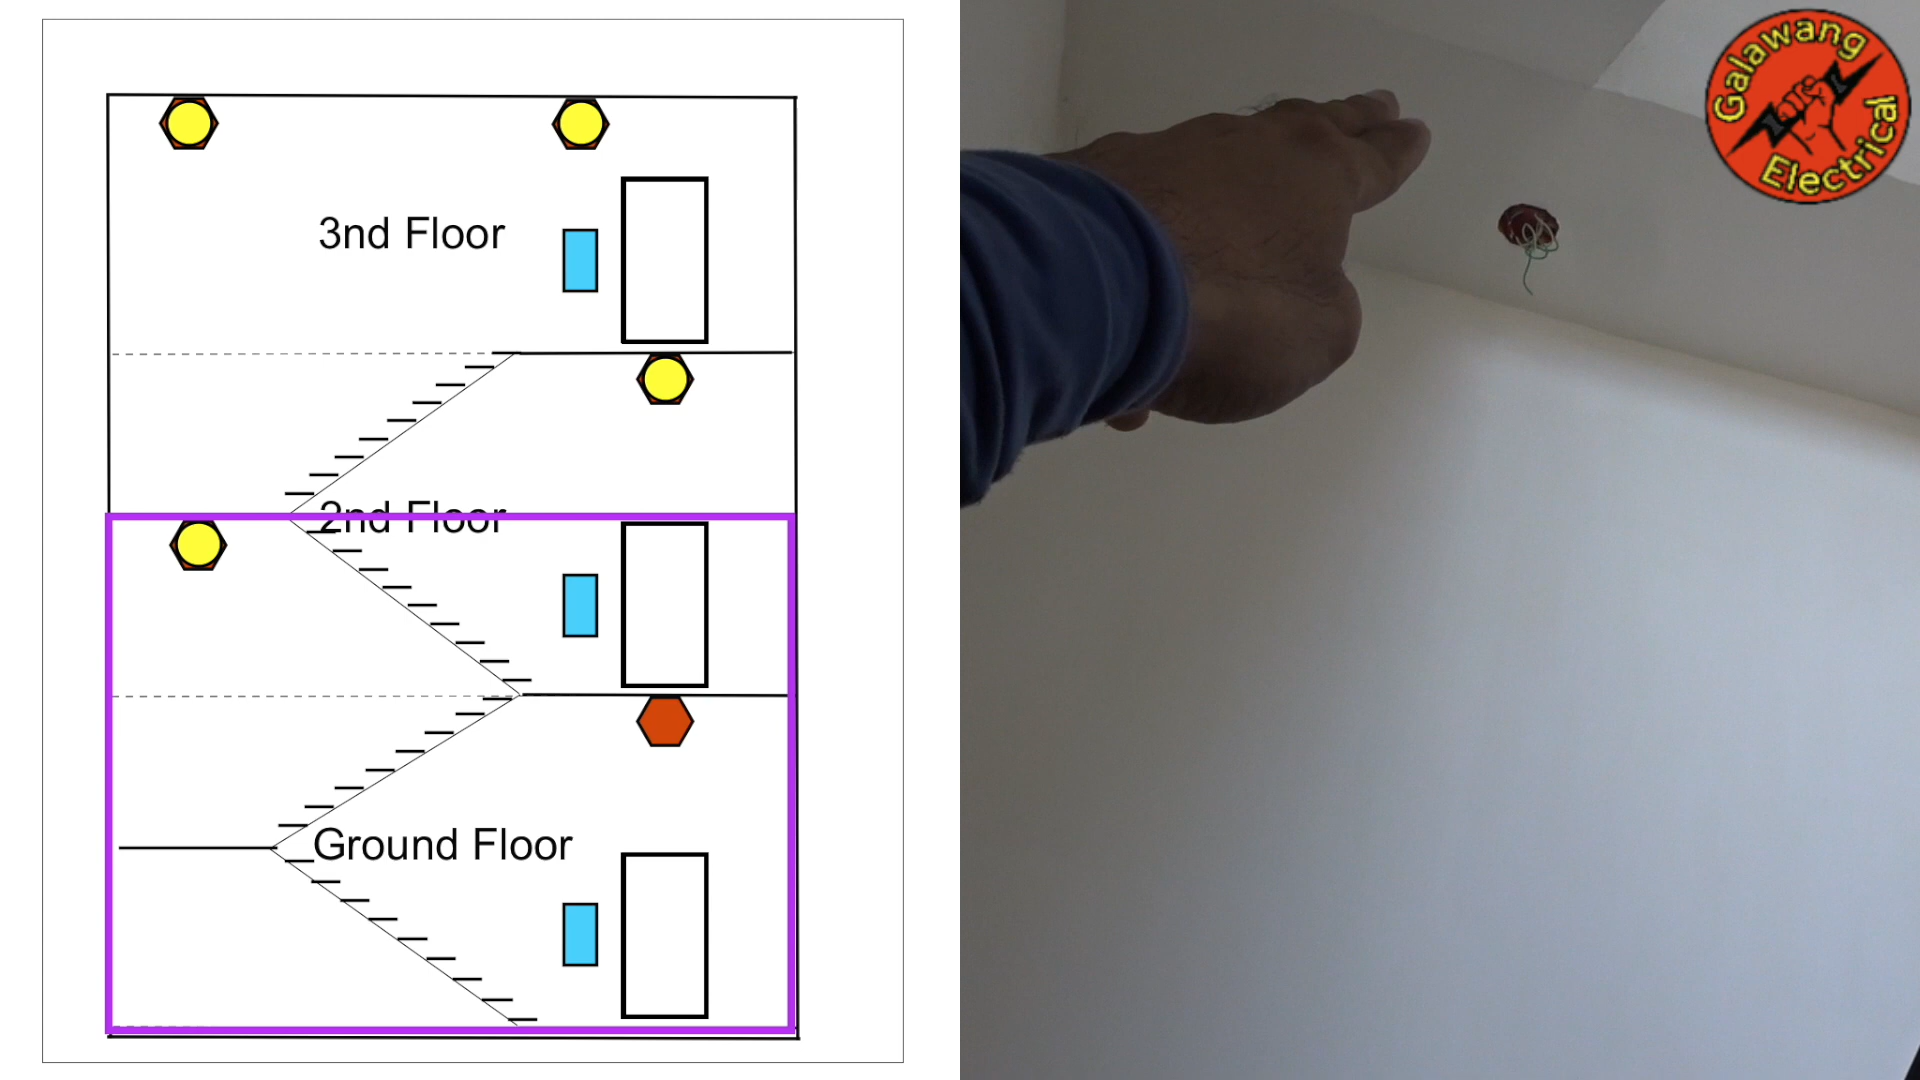 3nd Floor
2nd Floor
Ground Floor
Galawang
Electrical